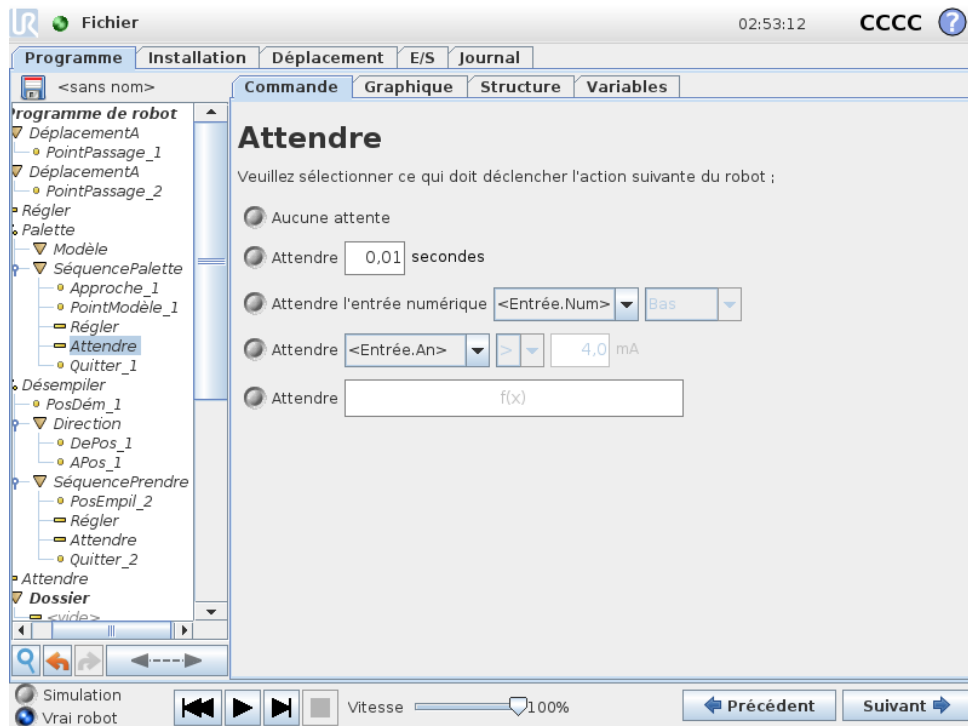 UR Fichier 02:53:12 CCCC ?
Programme Installation Déplacement E/S Journal
<sans nom>
Commande Graphique Structure Variables
Programme de robot
DéplacementA
PointPassage_1
DéplacementA
PointPassage_2
Régler
Palette
Modèle
SéquencePalette
Approche_1
PointModèle_1
Régler
Attendre
Quitter_1
Désempiler
PosDém_1
Direction
DePos_1
APos_1
SéquencePrendre
PosEmpil_2
Régler
Attendre
Quitter_2
Attendre
Dossier
<vide>
Attendre
Veuillez sélectionner ce qui doit déclencher l'action suivante du robot ;
Aucune attente
Attendre 0,01 secondes
Attendre l'entrée numérique <Entrée.Num> Bas
Attendre <Entrée.An> > 4,0 mA
Attendre f(x)
Simulation
Vrai robot
Vitesse 100%
Précédent Suivant